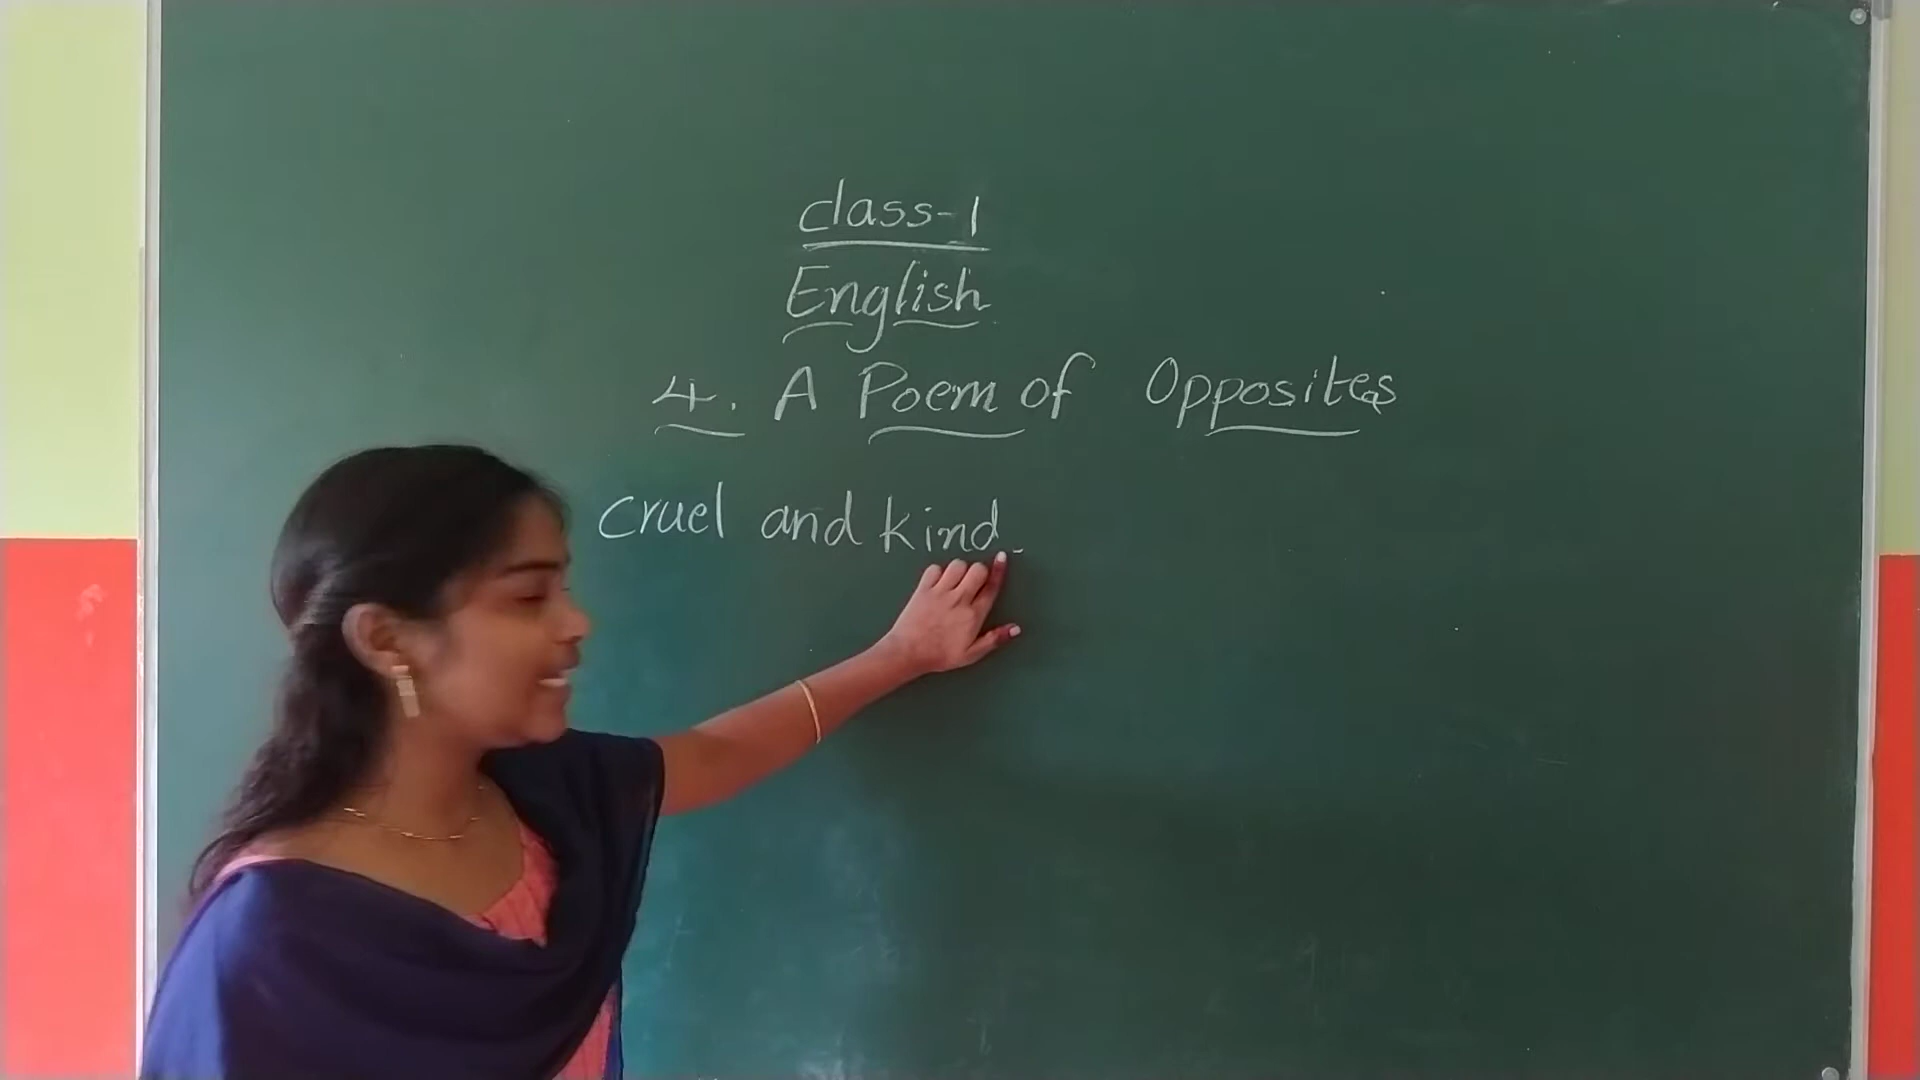 class-1
English
4. A Poem of Opposites
cruel and kind.